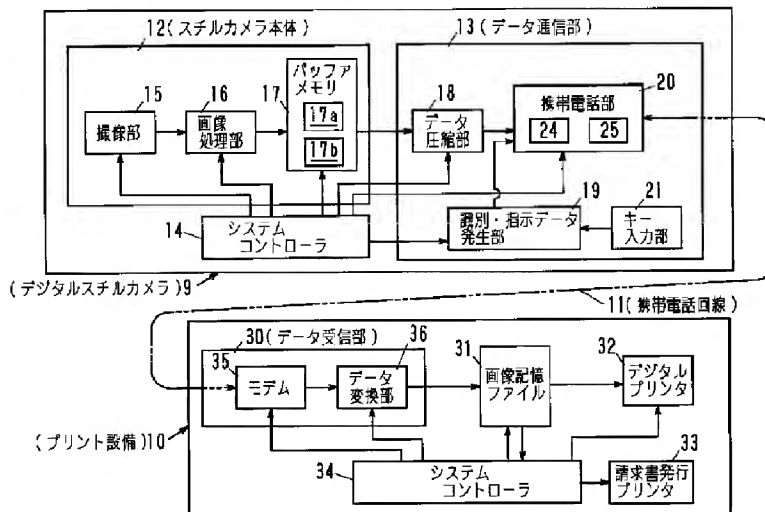 12(スチルカメラ本体)
13(データ通信部)
15
撮像部
16
画像
処理部
17
バッファ
メモリ
17a
17b
18
データ
圧縮部
20
携帯電話部
24
25
14
システム
コントローラ
19
識別・指示データ
発生部
21
キー
入力部
(デジタルスチルカメラ)9
11(携帯電話回線)
30(データ受信部)
35
モデム
36
データ
変換部
31
画像記憶
ファイル
32
デジタル
プリンタ
(プリント設備)10
34
システム
コントローラ
33
請求書発行
プリンタ